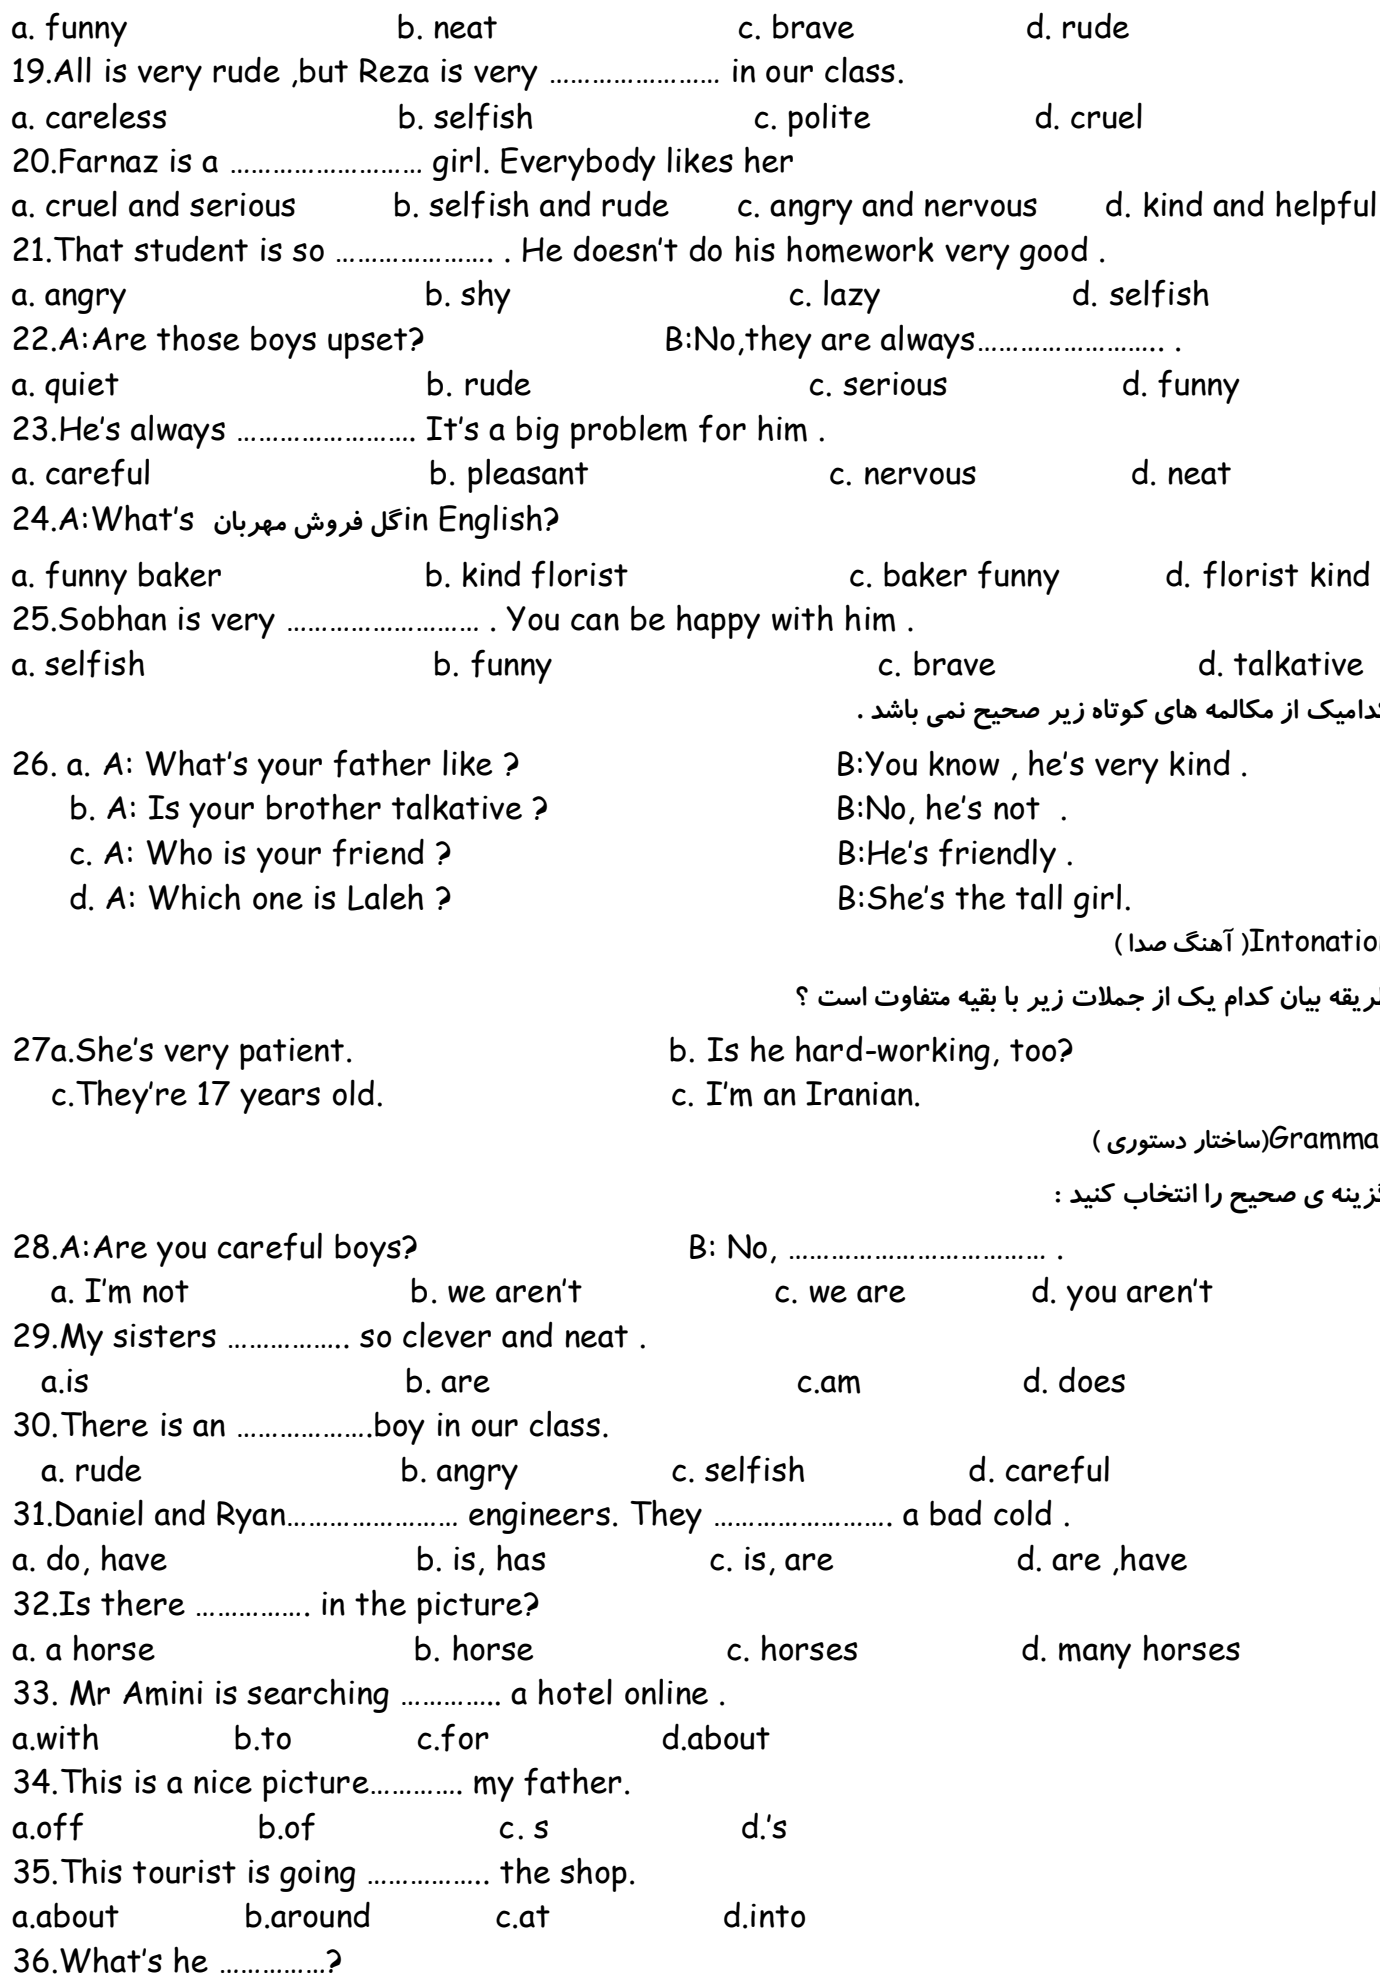 a. funny b. neat c. brave d. rude
19.All is very rude ,but Reza is very …………………… in our class.
a. careless b. selfish c. polite d. cruel
20.Farnaz is a ……………………… girl. Everybody likes her
a. cruel and serious b. selfish and rude c. angry and nervous d. kind and helpful
21.That student is so …………………. . He doesn't do his homework very good .
a. angry b. shy c. lazy d. selfish
22.A:Are those boys upset? B:No,they are always…………………….. .
a. quiet b. rude c. serious d. funny
23.He's always ……………………. It's a big problem for him .
a. careful b. pleasant c. nervous d. neat
24.A:What's گل فروش مهربان in English?
a. funny baker b. kind florist c. baker funny d. florist kind
25.Sobhan is very ……………………… . You can be happy with him .
a. selfish b. funny c. brave d. talkative
از مکالمه های کوتاه زیر صحیح نمی باشد .
26. a. A: What's your father like ? B:You know , he's very kind .
b. A: Is your brother talkative ? B:No, he's not .
c. A: Who is your friend ? B:He's friendly .
d. A: Which one is Laleh ? B:She's the tall girl.
( آهنگ صدا )
بیان کدام یک از جملات زیر با بقیه متفاوت است ؟
27a.She's very patient. b. Is he hard-working, too?
c.They're 17 years old. c. I'm an Iranian.
(ساختار دستوری )
ی صحیح را انتخاب کنید :
28.A:Are you careful boys? B: No, ……………………………… .
a. I'm not b. we aren't c. we are d. you aren't
29.My sisters …………….. so clever and neat .
a.is b. are c.am d. does
30.There is an ……………….boy in our class.
a. rude b. angry c. selfish d. careful
31.Daniel and Ryan…………………… engineers. They ……………………. a bad cold .
a. do, have b. is, has c. is, are d. are ,have
32.Is there ……………. in the picture?
a. a horse b. horse c. horses d. many horses
33. Mr Amini is searching ………….. a hotel online .
a.with b.to c.for d.about
34.This is a nice picture…………. my father.
a.off b.of c. s d.'s
35.This tourist is going …………….. the shop.
a.about b.around c.at d.into
36.What's he ……………?